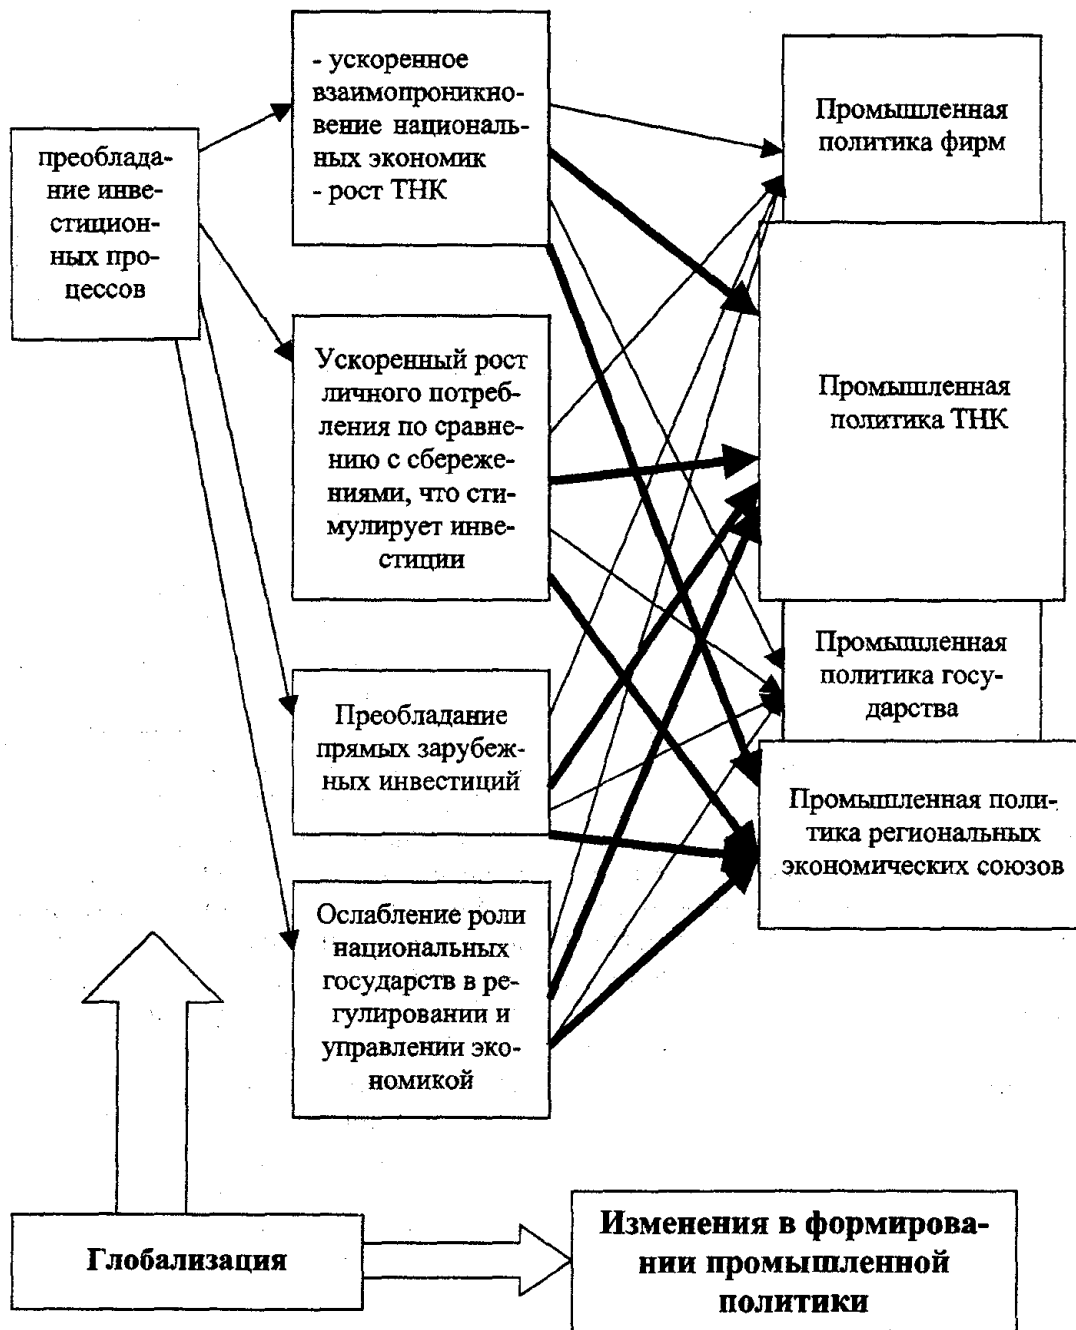 преоблада-
ние инве-
стицион-
ных про-
цессов
- ускоренное
взаимопроникно-
вение националь-
ных экономик
- рост ТНК
Ускоренный рост
личного потреб-
ления по сравне-
нию с сбереже-
ниями, что сти-
мулирует инве-
стиции
Преобладание
прямых зарубеж-
ных инвестиций
Ослабление роли
национальных
государств в ре-
гулировании и
управлении эко-
номикой
Промышленная
политика фирм
Промышленная
политика ТНК
Промышленная
политика госу-
дарства
Промышленная поли-
тика региональных
экономических союзов
Глобализация
Изменения в формирова-
нии промышленной
политики